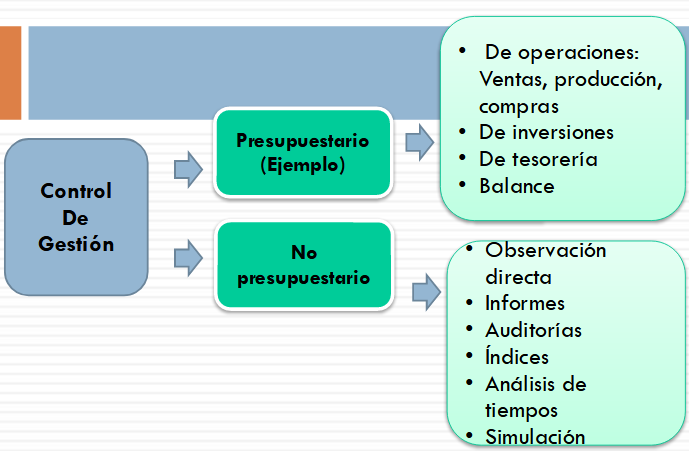 Control
De
Gestión
Presupuestario
(Ejemplo)
• De operaciones:
Ventas, producción,
compras
• De inversiones
• De tesorería
• Balance
No
presupuestario
• Observación
directa
• Informes
• Auditorías
• Índices
• Análisis de
tiempos
• Simulación